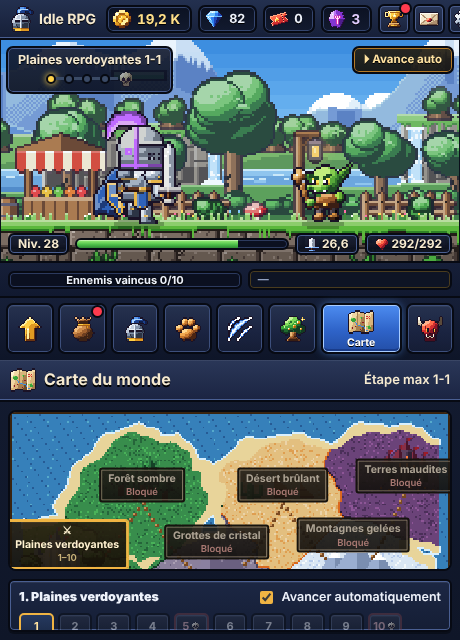 Idle RPG
19,2 K
82
0
3
Plaines verdoyantes 1-1
Avance auto
Niv. 28
26,6
292/292
Ennemis vaincus 0/10
—
Carte
Carte du monde
Étape max 1-1
Forêt sombre
Bloqué
Désert brûlant
Bloqué
Terres maudites
Bloqué
Plaines verdoyantes
1–10
Grottes de cristal
Bloqué
Montagnes gelées
Bloqué
1. Plaines verdoyantes
Avancer automatiquement
1 2 3 4 5 6 7 8 9 10